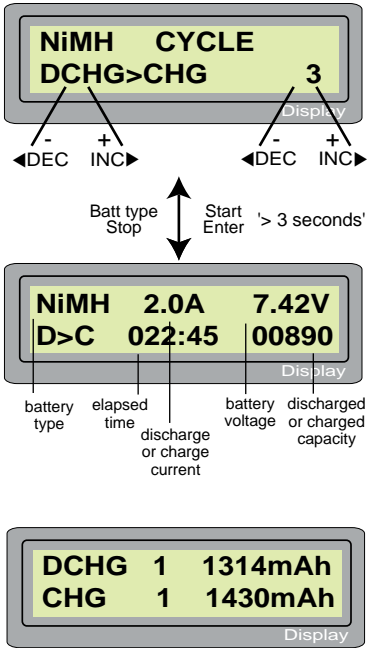 NiMH CYCLE
DCHG>CHG 3
Display
- + - +
◀DEC INC▶ ◀DEC INC▶
Batt type Start '> 3 seconds'
Stop Enter
NiMH 2.0A 7.42V
D>C 022:45 00890
Display
battery type
elapsed time
discharge or charge current
battery voltage
discharged or charged capacity
DCHG 1 1314mAh
CHG 1 1430mAh
Display